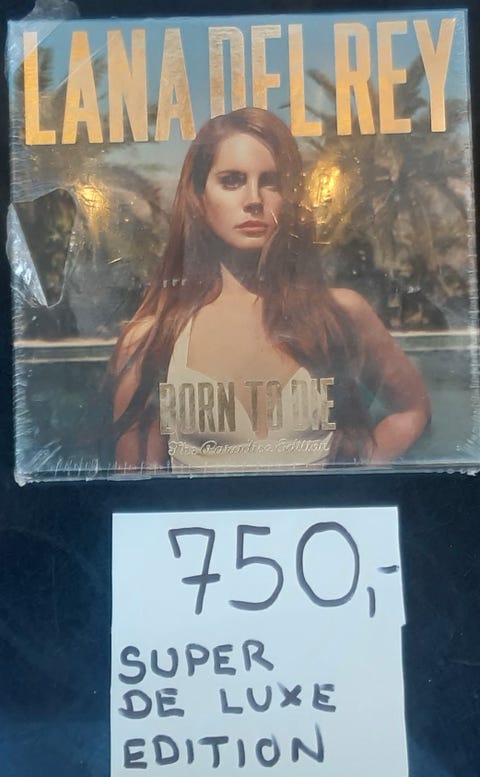 LANA DEL REY
BORN TO DIE
The Paradise Edition
750,-
SUPER
DE LUXE
EDITION